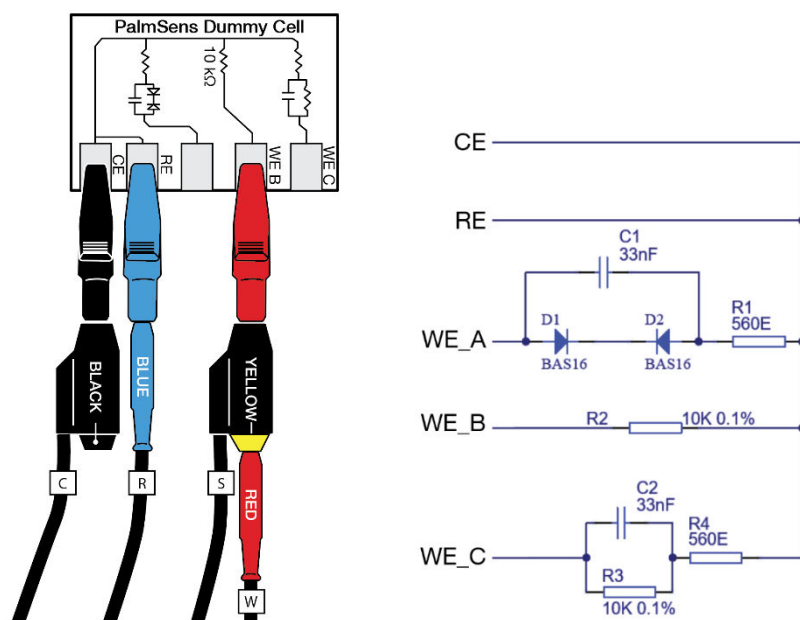 PalmSens Dummy Cell
10 kΩ
CE
RE
WE B
WE C
BLACK
BLUE
YELLOW
RED
C
R
S
W
CE
RE
C1
33nF
D1
D2
R1
560E
WE_A
BAS16
BAS16
WE_B
R2
10K 0.1%
C2
33nF
R4
560E
WE_C
R3
10K 0.1%